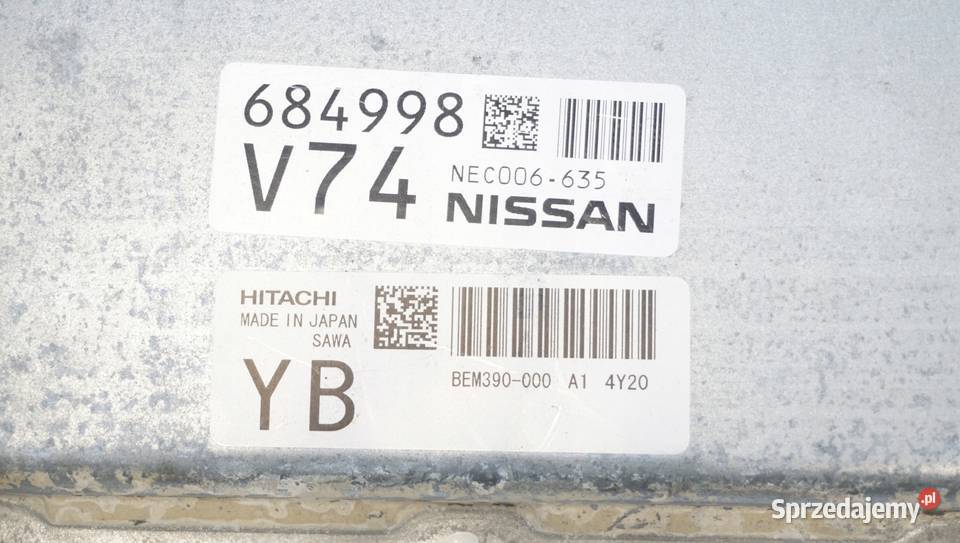 684998
V74
NEC006-635
NISSAN
HITACHI
MADE IN JAPAN
SAWA
YB
BEM390-000 A1 4Y20
Sprzedajemy.pl